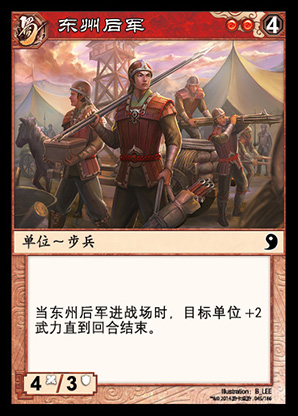 蜀 东州后军 4
单位～步兵
当东州后军进战场时，目标单位+2
武力直到回合结束。
4 / 3
Illustration: B_LEE